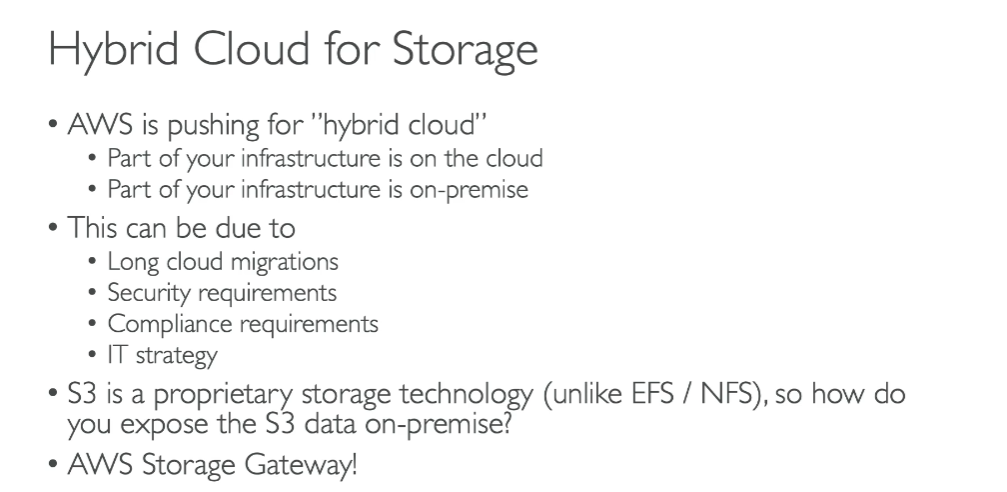 Hybrid Cloud for Storage
• AWS is pushing for ”hybrid cloud”
• Part of your infrastructure is on the cloud
• Part of your infrastructure is on-premise
• This can be due to
• Long cloud migrations
• Security requirements
• Compliance requirements
• IT strategy
• S3 is a proprietary storage technology (unlike EFS / NFS), so how do
you expose the S3 data on-premise?
• AWS Storage Gateway!